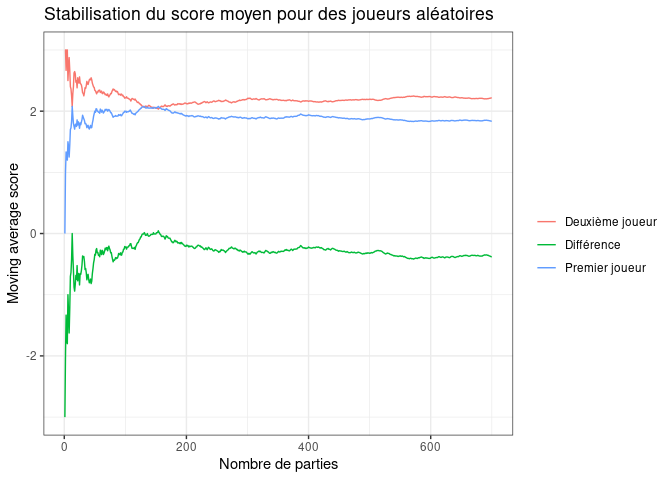 Stabilisation du score moyen pour des joueurs aléatoires
Moving average score
2
0
-2
0
200
400
600
Nombre de parties
Deuxième joueur
Différence
Premier joueur